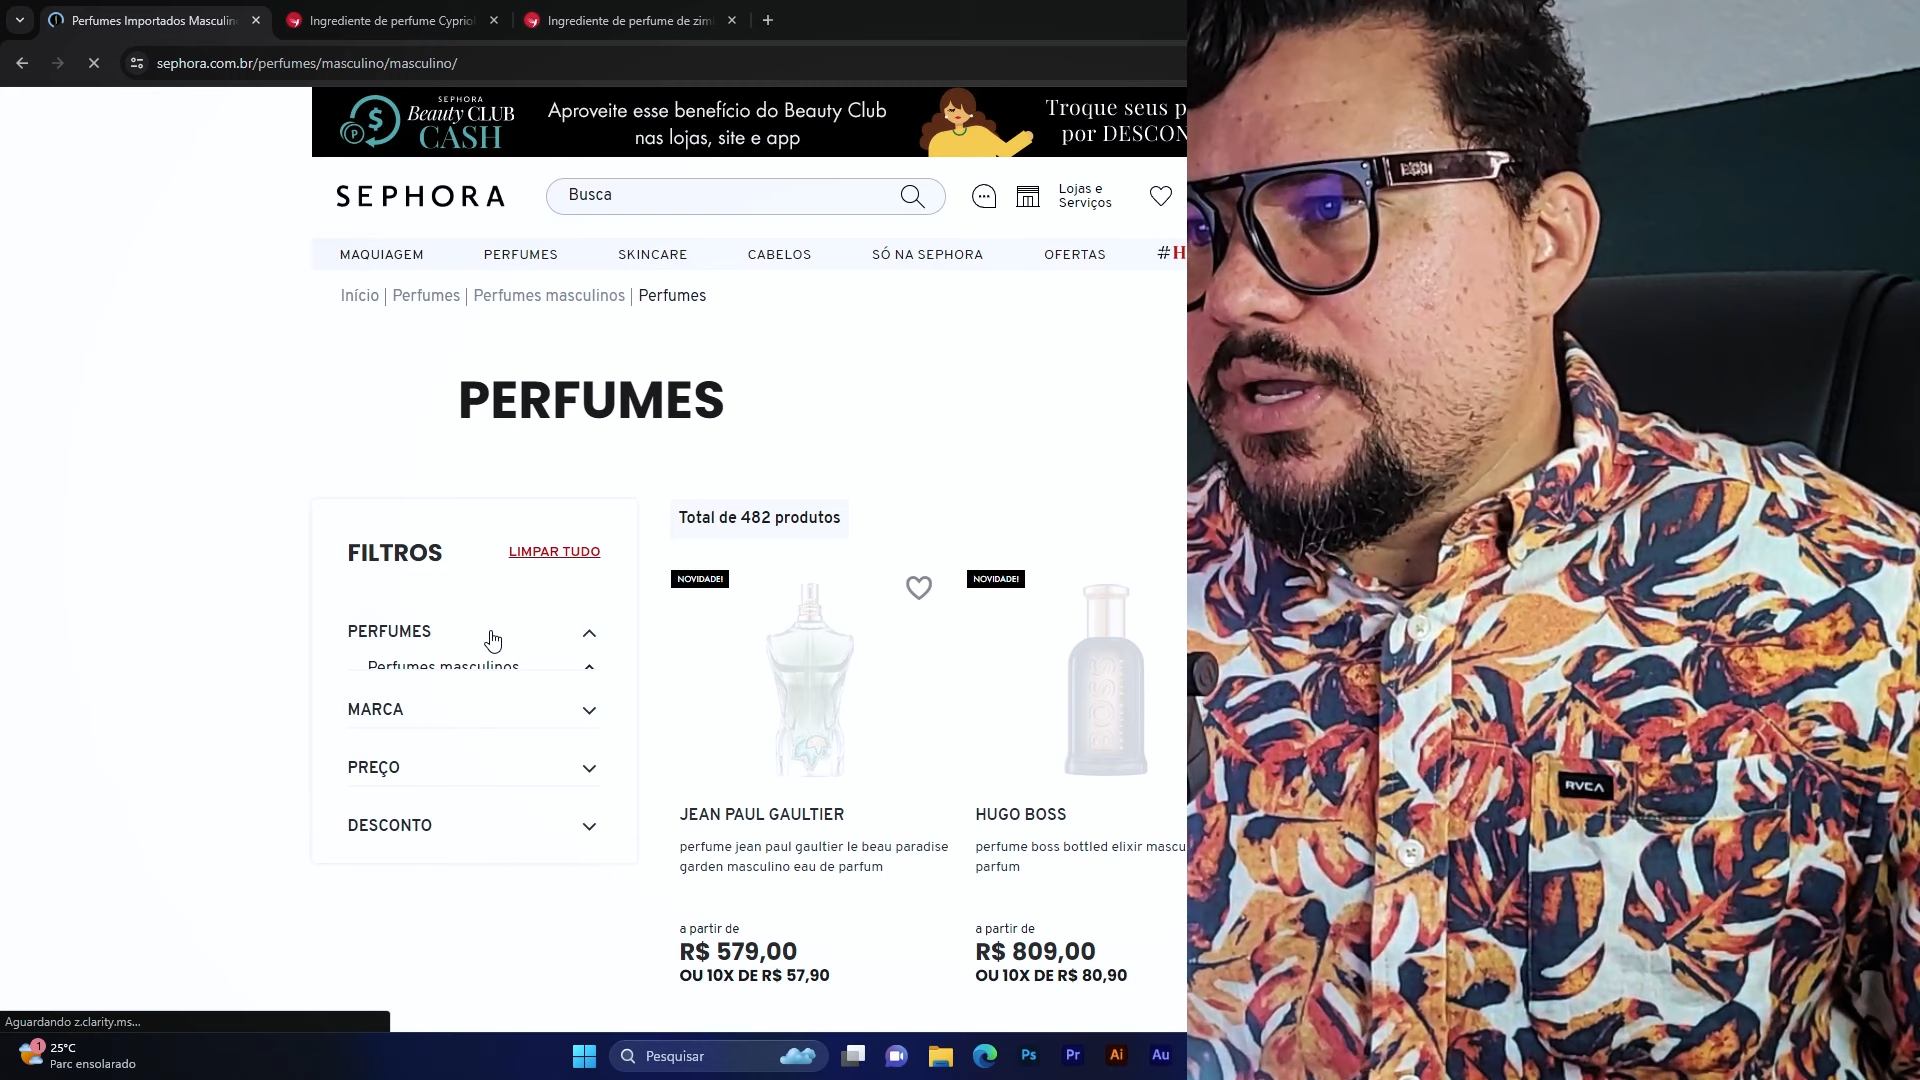 Perfumes Importados Masculin
Ingrediente de perfume Cyprio
Ingrediente de perfume de zim
sephora.com.br/perfumes/masculino/masculino/
SEPHORA
Beauty CLUB
CASH
Aproveite esse benefício do Beauty Club
nas lojas, site e app
Troque seus p
por DESCON
SEPHORA
Busca
Lojas e
Serviços
MAQUIAGEM PERFUMES SKINCARE CABELOS SÓ NA SEPHORA OFERTAS #H
Início | Perfumes | Perfumes masculinos | Perfumes
PERFUMES
FILTROS
LIMPAR TUDO
PERFUMES
Perfumes masculinos
MARCA
PREÇO
DESCONTO
Total de 482 produtos
NOVIDADE!
JEAN PAUL GAULTIER
perfume jean paul gaultier le beau paradise
garden masculino eau de parfum
a partir de
R$ 579,00
OU 10X DE R$ 57,90
NOVIDADE!
BOSS
HUGO BOSS
perfume boss bottled elixir mascu
parfum
a partir de
R$ 809,00
OU 10X DE R$ 80,90
RVCA
Aguardando z.clarity.ms...
1
25°C
Parc ensolarado
Pesquisar
Ps
Pr
Ai
Au